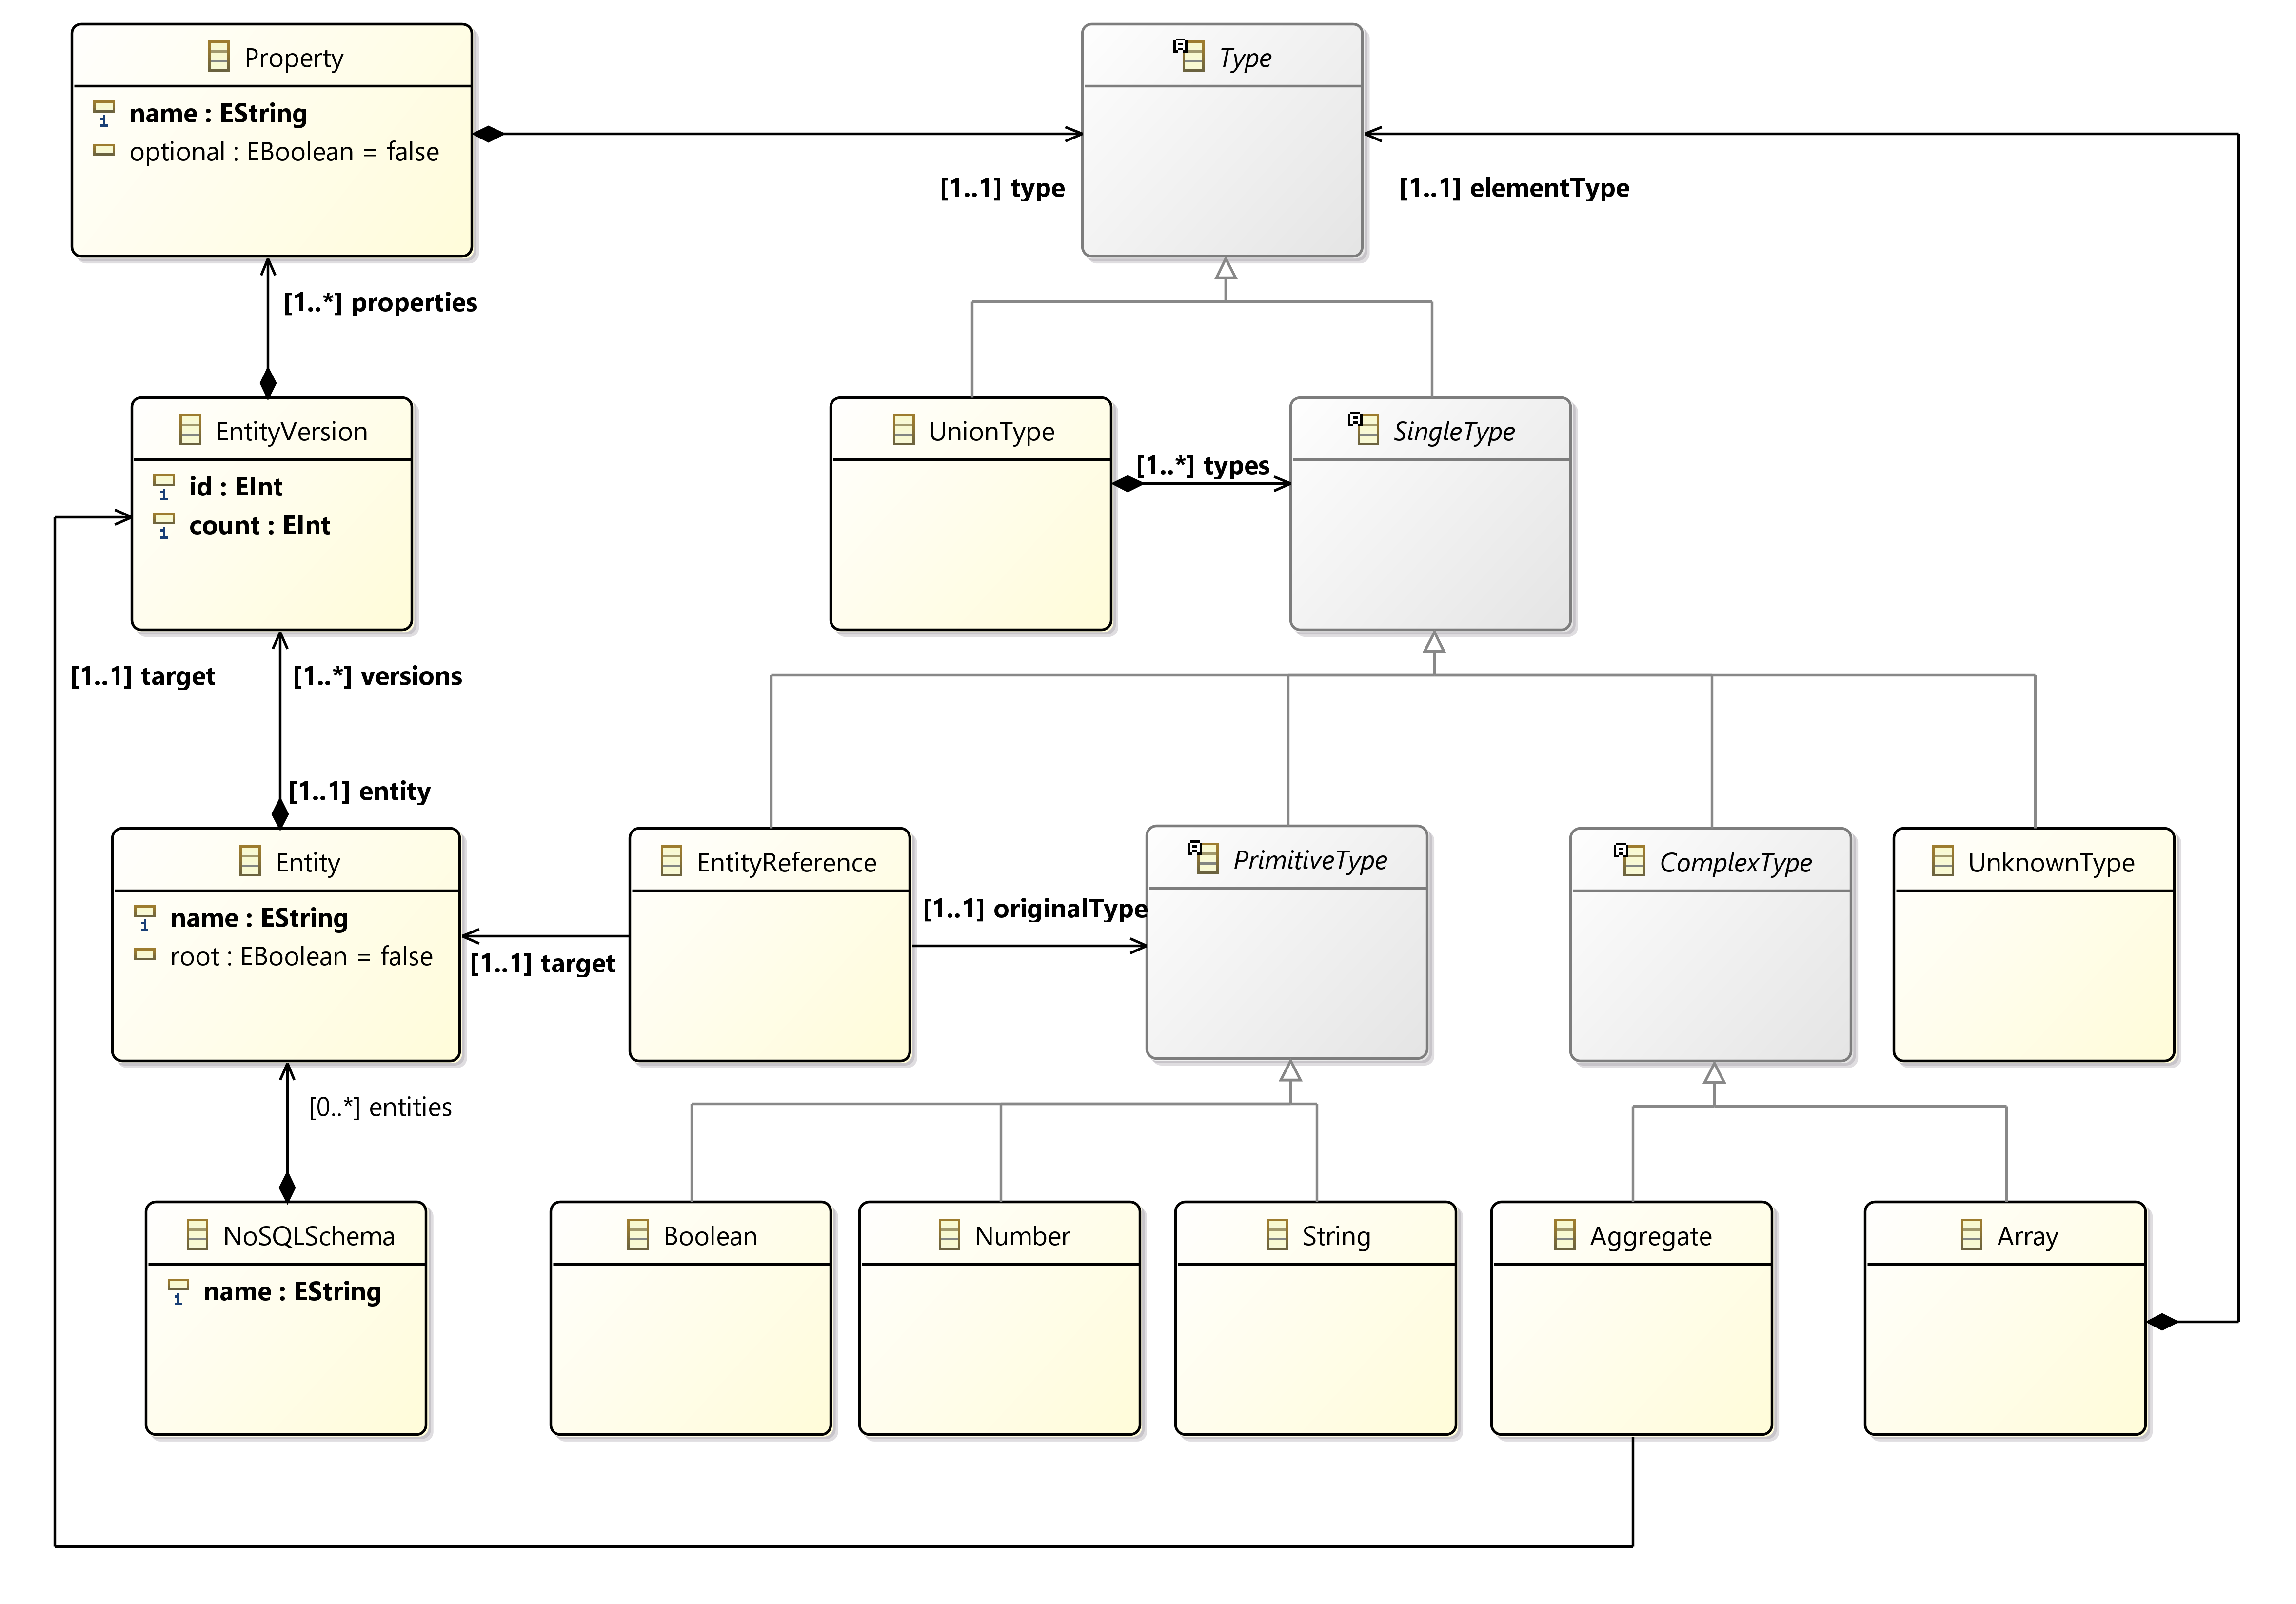 Property
name : EString
optional : EBoolean = false
Type
[1..1] type
[1..1] elementType
[1..*] properties
EntityVersion
id : EInt
count : EInt
UnionType
[1..*] types
SingleType
[1..1] target
[1..*] versions
[1..1] entity
Entity
name : EString
root : EBoolean = false
EntityReference
[1..1] target
[1..1] originalType
PrimitiveType
ComplexType
UnknownType
[0..*] entities
NoSQLSchema
name : EString
Boolean
Number
String
Aggregate
Array